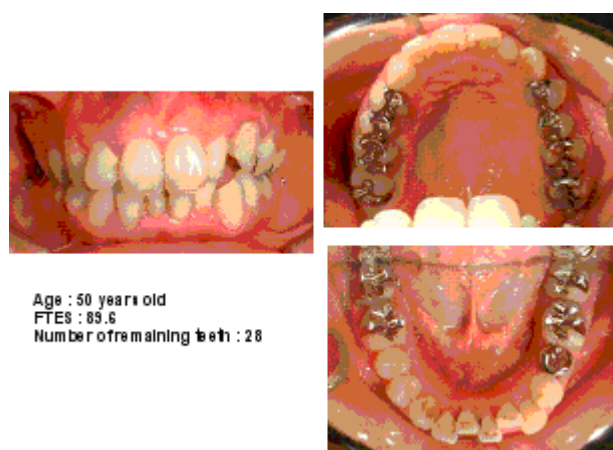 Age : 50 years old
FTES : 89.6
Number of remaining teeth : 28